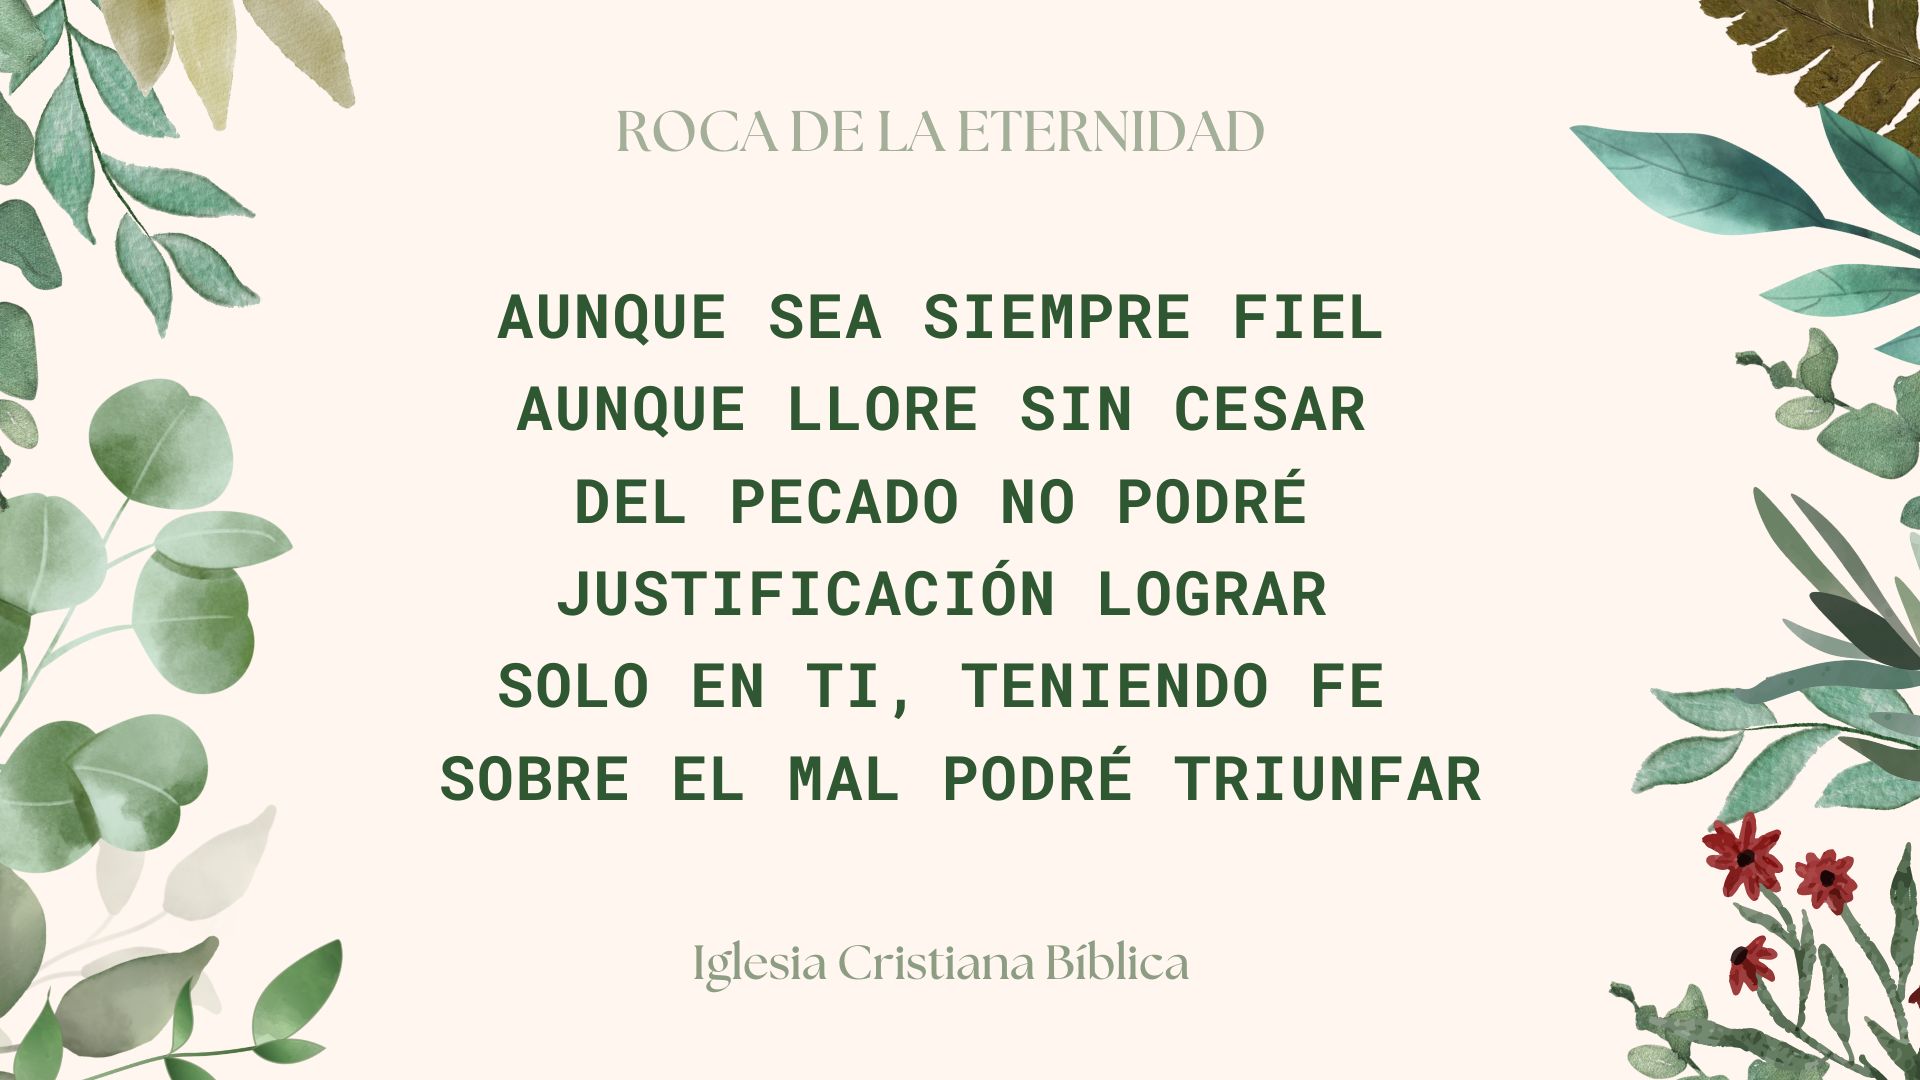 ROCA DE LA ETERNIDAD
AUNQUE SEA SIEMPRE FIEL
AUNQUE LLORE SIN CESAR
DEL PECADO NO PODRÉ
JUSTIFICACIÓN LOGRAR
SOLO EN TI, TENIENDO FE
SOBRE EL MAL PODRÉ TRIUNFAR
Iglesia Cristiana Bíblica